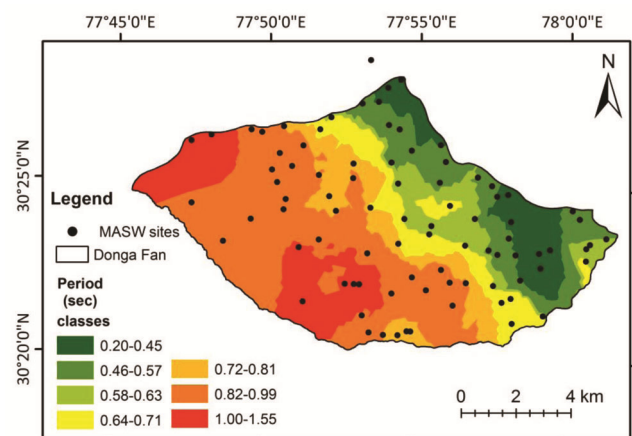 77°45'0"E 77°50'0"E 77°55'0"E 78°0'0"E
N
30°25'0"N
30°20'0"N
Legend
MASW sites
Donga Fan
Period
(sec)
classes
0.20-0.45
0.46-0.57
0.58-0.63
0.64-0.71
0.72-0.81
0.82-0.99
1.00-1.55
0 2 4 km